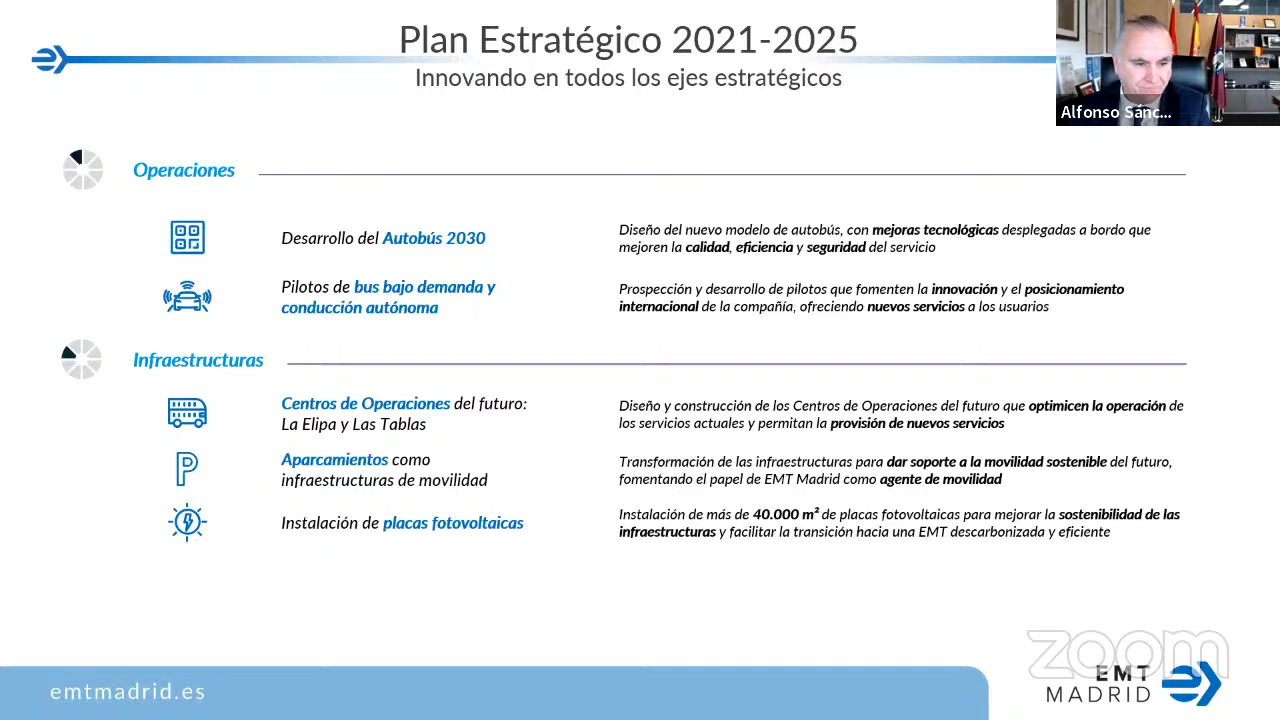 Plan Estratégico 2021-2025
Innovando en todos los ejes estratégicos
Alfonso Sánc...
Operaciones
Desarrollo del Autobús 2030
Diseño del nuevo modelo de autobús, con mejoras tecnológicas desplegadas a bordo que
mejoren la calidad, eficiencia y seguridad del servicio
Pilotos de bus bajo demanda y
conducción autónoma
Prospección y desarrollo de pilotos que fomenten la innovación y el posicionamiento
internacional de la compañía, ofreciendo nuevos servicios a los usuarios
Infraestructuras
Centros de Operaciones del futuro:
La Elipa y Las Tablas
Diseño y construcción de los Centros de Operaciones del futuro que optimicen la operación de
los servicios actuales y permitan la provisión de nuevos servicios
P
Aparcamientos como
infraestructuras de movilidad
Transformación de las infraestructuras para dar soporte a la movilidad sostenible del futuro,
fomentando el papel de EMT Madrid como agente de movilidad
Instalación de placas fotovoltaicas
Instalación de más de 40.000 m² de placas fotovoltaicas para mejorar la sostenibilidad de las
infraestructuras y facilitar la transición hacia una EMT descarbonizada y eficiente
zoom
emtmadrid.es
EMT
MADRID